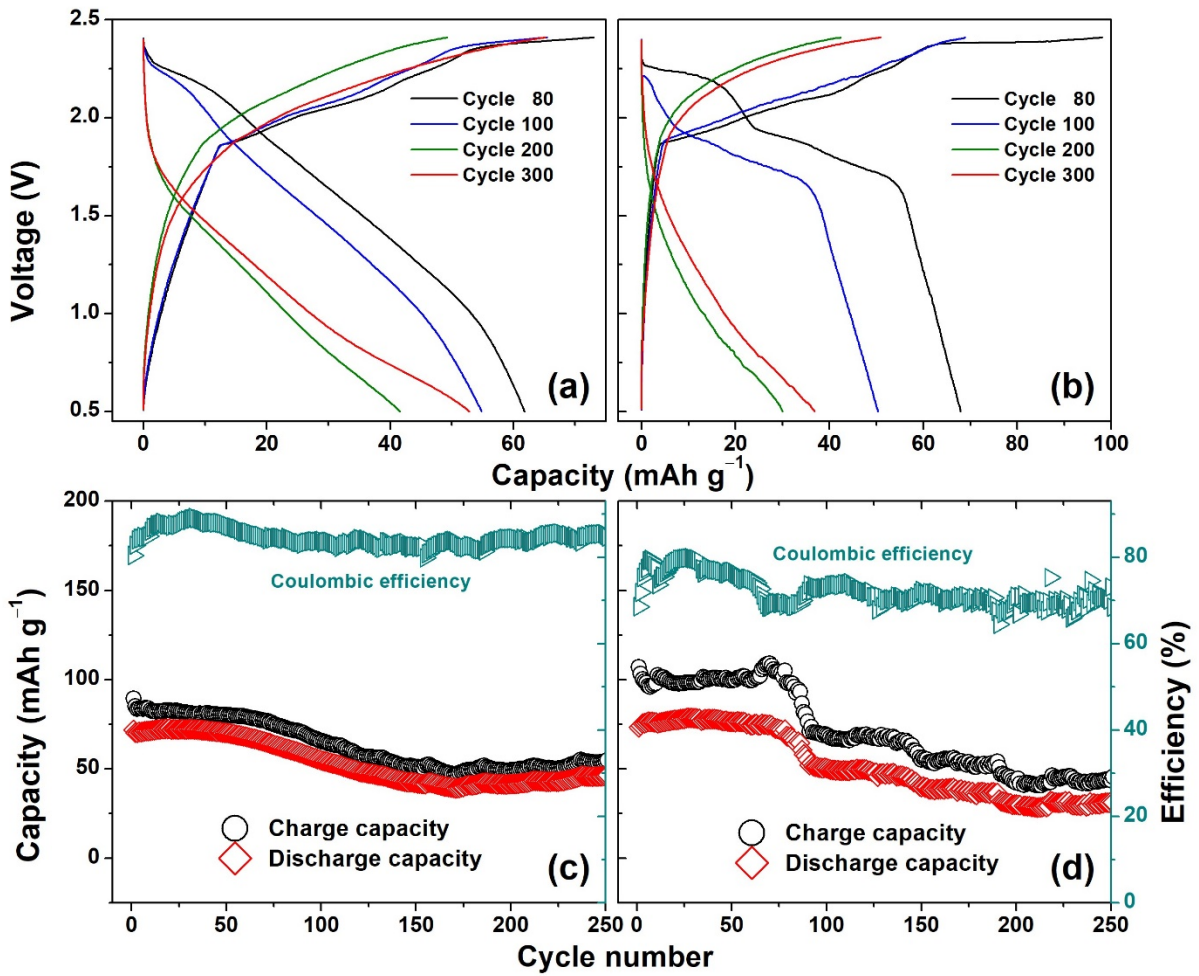 2.5
2.0
1.5
1.0
0.5
Voltage (V)
Cycle 80
Cycle 100
Cycle 200
Cycle 300
(a)
0 20 40 60
Cycle 80
Cycle 100
Cycle 200
Cycle 300
(b)
0 20 40 60 80 100
Capacity (mAh g⁻¹)
200
175
150
125
100
75
50
25
0
Capacity (mAh g⁻¹)
Coulombic efficiency
Charge capacity
Discharge capacity
(c)
0 50 100 150 200 250
Coulombic efficiency
Charge capacity
Discharge capacity
(d)
0 50 100 150 200 250
80
60
40
20
0
Efficiency (%)
Cycle number